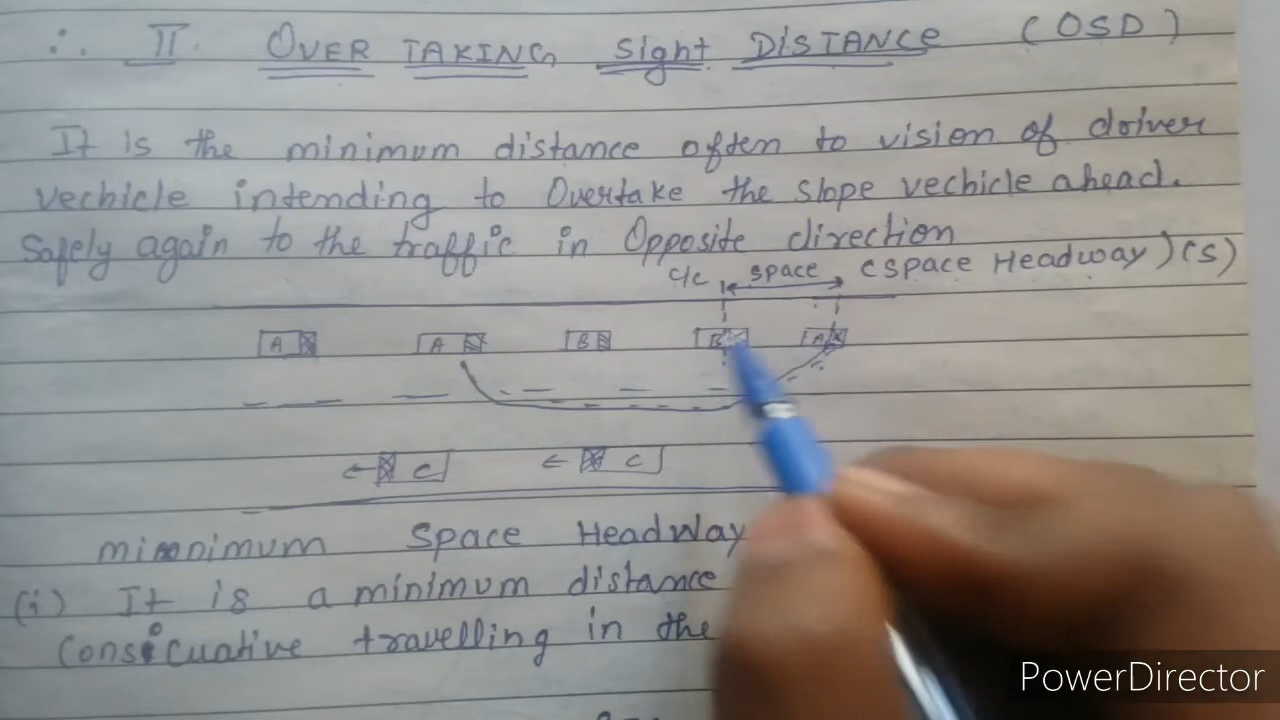 ∴ II. OVER TAKING Sight DISTANCE (OSD)
It is the minimum distance often to vision of driver
vechicle intending to Overtake the slope vechicle ahead.
Safely again to the traffic in Opposite direction
c/c space (Space Headway) (S)
A A B B A
← C ← C
minnimum Space Headway
(i) It is a minimum distance
Consicuative travelling in the
PowerDirector